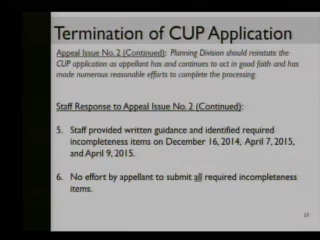 Termination of CUP Application
Appeal Issue No. 2 (Continued): Planning Division should reinstate the
CUP application as appellant has and continues to act in good faith and has
made numerous reasonable efforts to complete the processing.
Staff Response to Appeal Issue No. 2 (Continued):
5. Staff provided written guidance and identified required
incompleteness items on December 16, 2014, April 7, 2015,
and April 9, 2015.
6. No effort by appellant to submit all required incompleteness
items.